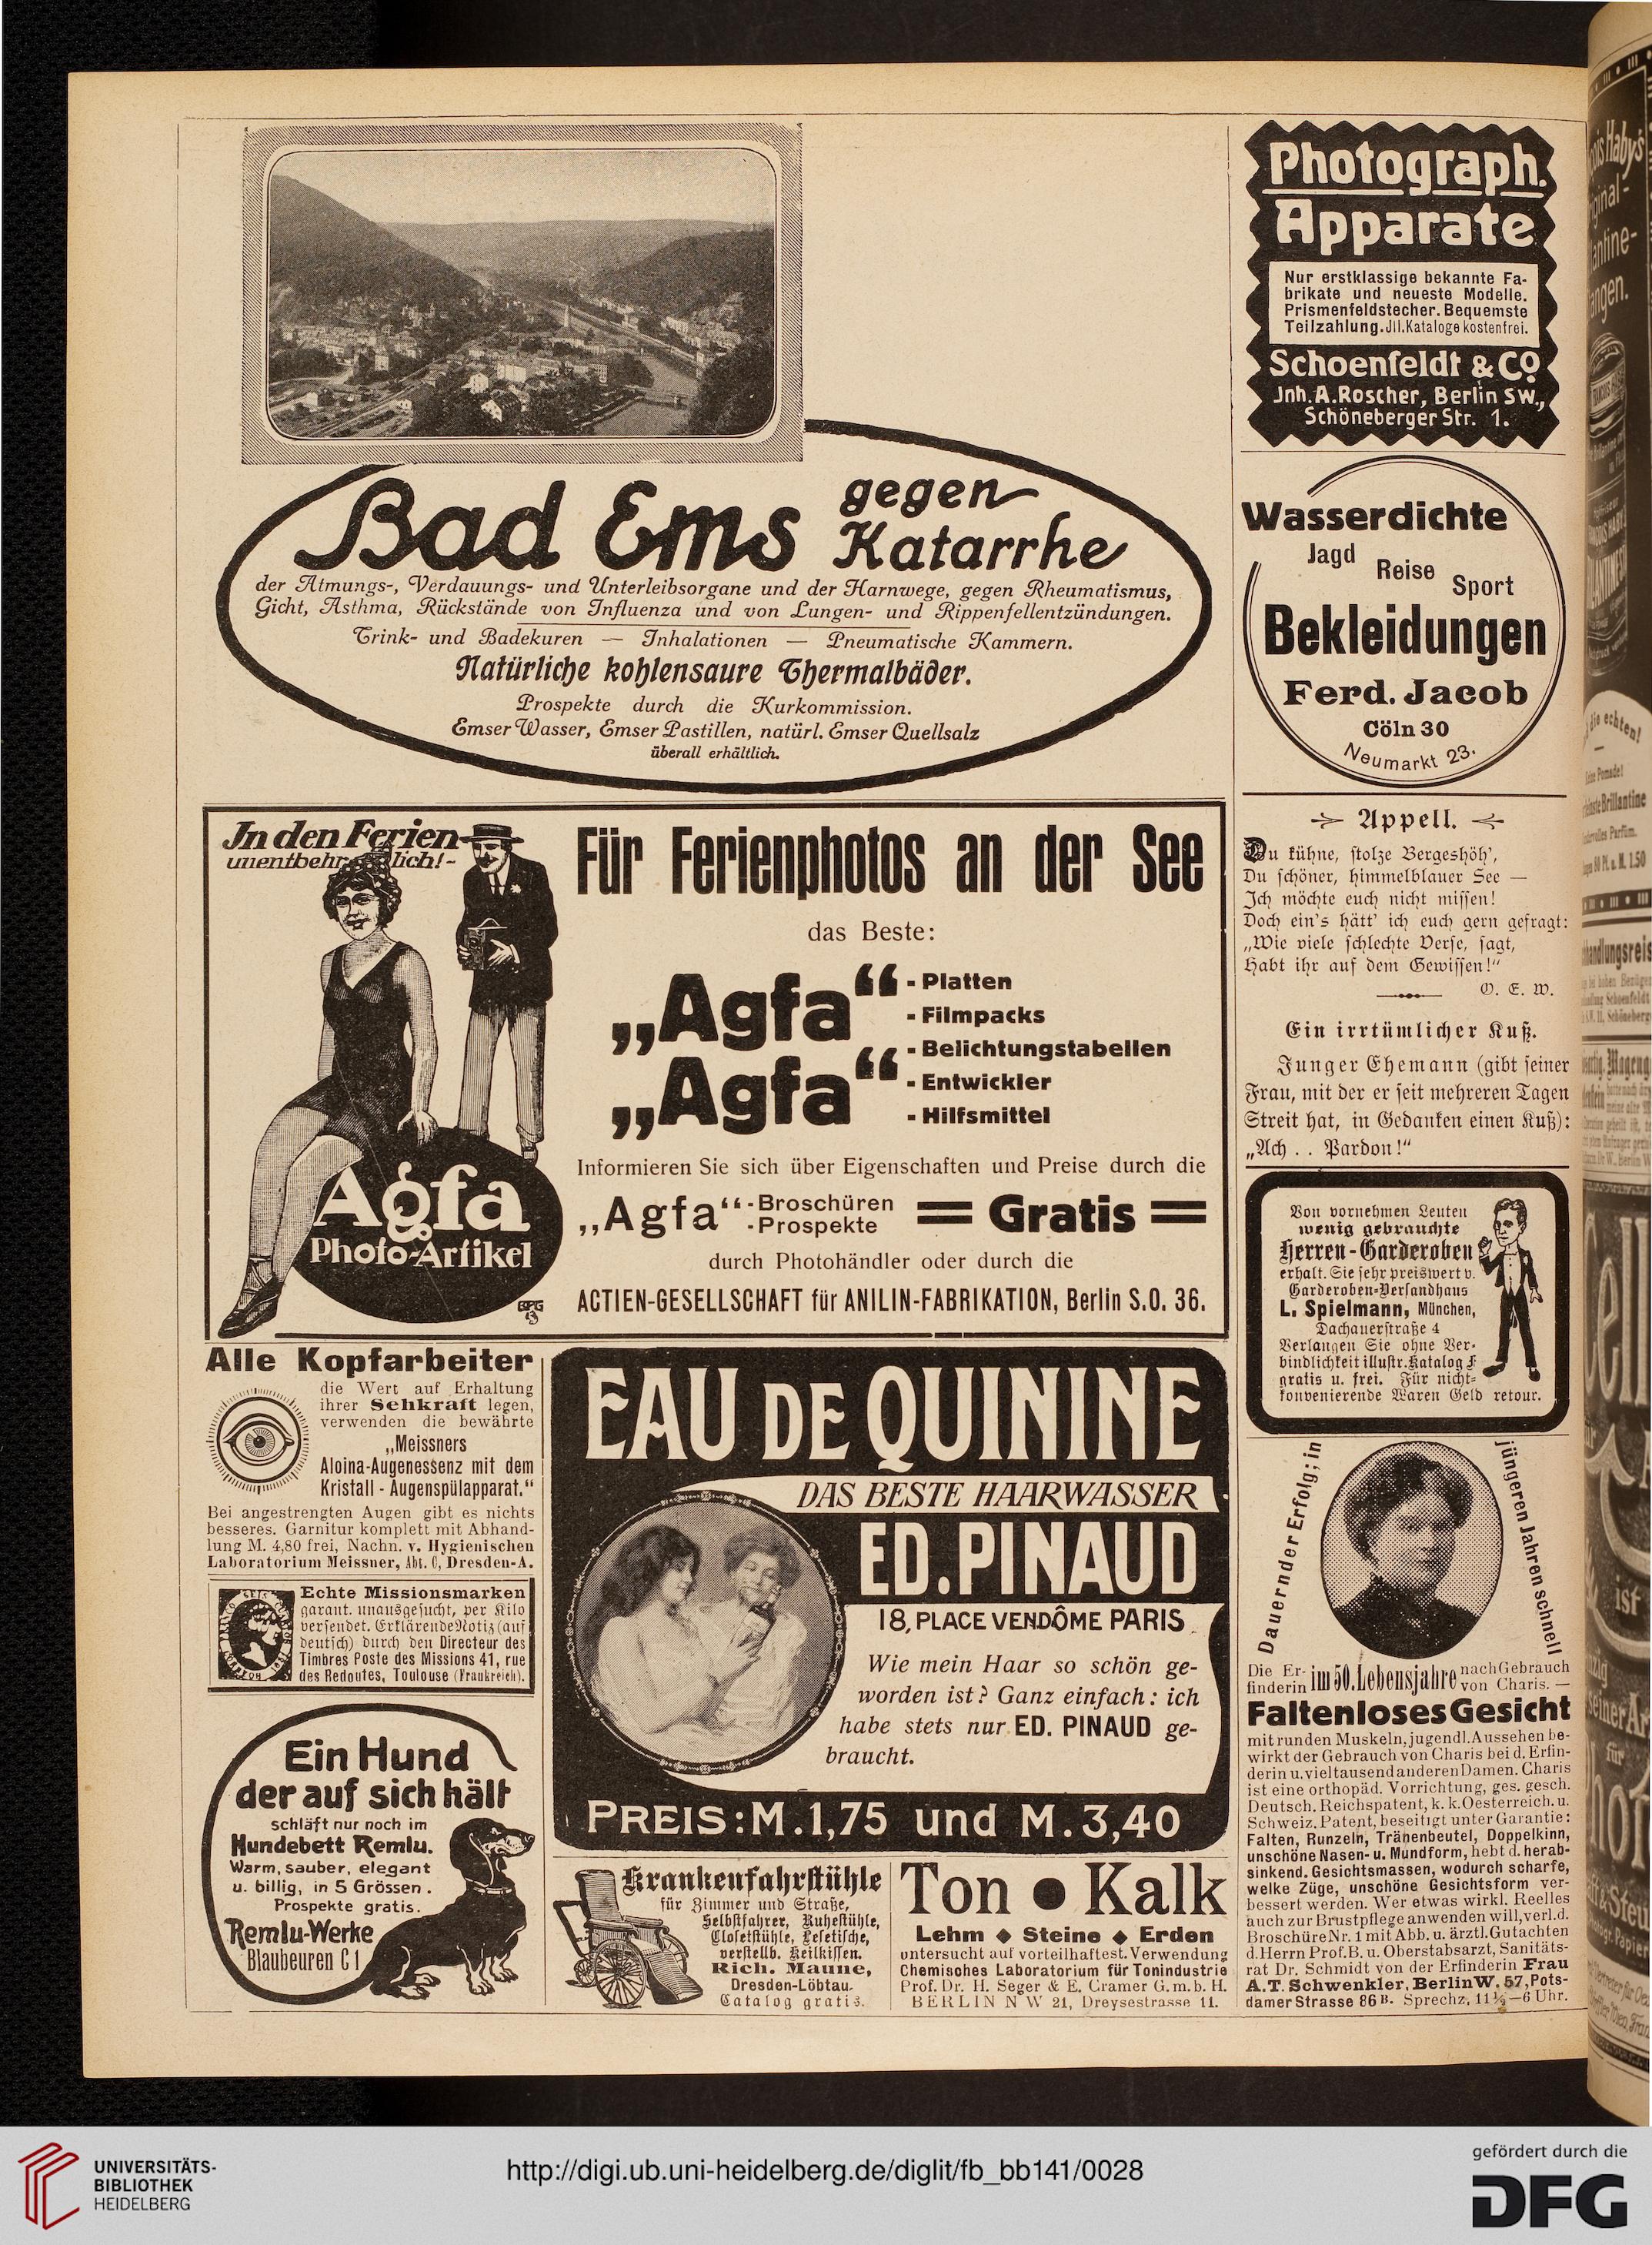 Bad Ems gegen
Katarrhe
der Atmungs-, Verdauungs- und Unterleibsorgane und der Harnwege, gegen Rheumatismus,
Gicht, Asthma, Rückstände von Influenza und von Lungen- und Rippenfellentzündungen.
Trink- und Badekuren — Inhalationen — Pneumatische Kammern.
Natürliche kohlensaure Thermalbäder.
Prospekte durch die Kurkommission.
Emser Wasser, Emser Pastillen, natürl. Emser Quellsalz
überall erhältlich.
In den Ferien
unentbehrlich!-
Agfa
Photo-Artikel
Für Ferienphotos an der See
das Beste:
„Agfa“ - Platten
- Filmpacks
- Belichtungstabellen
„Agfa“ - Entwickler
- Hilfsmittel
Informieren Sie sich über Eigenschaften und Preise durch die
„Agfa“ - Broschüren
- Prospekte = Gratis =
durch Photohändler oder durch die
ACTIEN-GESELLSCHAFT für ANILIN-FABRIKATION, Berlin S.O. 36.
Alle Kopfarbeiter
die Wert auf Erhaltung
ihrer Sehkraft legen,
verwenden die bewährte
„Meissners
Aloina-Augenessenz mit dem
Kristall - Augenspülapparat.“
Bei angestrengten Augen gibt es nichts
besseres. Garnitur komplett mit Abhand-
lung M. 4,80 frei, Nachn. v. Hygienischen
Laboratorium Meissner, Abt. C, Dresden-A.
Echte Missionsmarken
garant. unausgesucht, per Kilo
versendet. Erklärende Notiz (auf
deutsch) durch den Directeur des
Timbres Poste des Missions 41, rue
des Redoutes, Toulouse (Frankreich).
Ein Hund
der auf sich hält
schläft nur noch im
Hundebett Remlu.
Warm, sauber, elegant
u. billig, in 5 Grössen.
Prospekte gratis.
Remlu-Werke
Blaubeuren C1
EAU DE QUININE
DAS BESTE HAARWASSER
ED. PINAUD
18, PLACE VENDÔME PARIS
Wie mein Haar so schön ge-
worden ist? Ganz einfach: ich
habe stets nur ED. PINAUD ge-
braucht.
PREIS: M. 1,75 und M. 3,40
Krankenfahrstühle
für Zimmer und Straße,
Selbstfahrer, Ruhestühle,
Closetstühle, Lesetische,
verstellb. Keilkissen.
Rich. Maune,
Dresden-Löbtau.
Catalog gratis.
Ton • Kalk
Lehm ◆ Steine ◆ Erden
untersucht auf vorteilhaftest. Verwendung
Chemisches Laboratorium für Tonindustrie
Prof. Dr. H. Seger & E. Cramer G. m. b. H.
BERLIN NW 21, Dreysestrasse 11.
Photograph.
Apparate
Nur erstklassige bekannte Fa-
brikate und neueste Modelle.
Prismenfeldstecher. Bequemste
Teilzahlung. Jll. Kataloge kostenfrei.
Schoenfeldt & Co
Jnh. A. Roscher, Berlin SW.,
Schöneberger Str. 1.
Wasserdichte
Jagd Reise Sport
Bekleidungen
Ferd. Jacob
Cöln 30
Neumarkt 23.
Appell.
Du kühne, stolze Bergeshöh',
Du schöner, himmelblauer See —
Ich möchte euch nicht missen!
Doch ein's hätt' ich euch gern gefragt:
„Wie viele schlechte Verse, sagt,
Habt ihr auf dem Gewissen!“
O. E. W.
Ein irrtümlicher Kuß.
Junger Ehemann (gibt seiner
Frau, mit der er seit mehreren Tagen
Streit hat, in Gedanken einen Kuß):
„Ach . . Pardon!“
Von vornehmen Leuten
wenig gebrauchte
Herren-Garderoben
erhalt. Sie sehr preiswert v.
Garderoben-Versandhaus
L. Spielmann, München,
Dachauerstraße 4
Verlangen Sie ohne Ver-
bindlichkeit illustr. Katalog F
gratis u. frei. Für nicht-
konvenierende Waren Geld retour.
Dauernder Erfolg; in
jüngeren Jahren schnell
Die Er-
finderin im 50. Lebensjahre nach Gebrauch
von Charis. —
Faltenloses Gesicht
mit runden Muskeln, jugendl. Aussehen be-
wirkt der Gebrauch von Charis bei d. Erfin-
derin u. vieltausend anderen Damen. Charis
ist eine orthopäd. Vorrichtung, ges. gesch.
Deutsch. Reichspatent, k. k. Oesterreich. u.
Schweiz. Patent, beseitigt unter Garantie:
Falten, Runzeln, Tränenbeutel, Doppelkinn,
unschöne Nasen- u. Mundform, hebt d. herab-
sinkend. Gesichtsmassen, wodurch scharfe,
welke Züge, unschöne Gesichtsform ver-
bessert werden. Wer etwas wirkl. Reelles
auch zur Brustpflege anwenden will, verl. d.
Broschüre Nr. 1 mit Abb. u. ärztl. Gutachten
d. Herrn Prof. B. u. Oberstabsarzt, Sanitäts-
rat Dr. Schmidt von der Erfinderin Frau
A. T. Schwenkler, Berlin W. 57, Pots-
damer Strasse 86 B. Sprechz. 11½—6 Uhr.
UNIVERSITÄTS-
BIBLIOTHEK
HEIDELBERG
http://digi.ub.uni-heidelberg.de/diglit/fb_bb141/0028
gefördert durch die
DFG